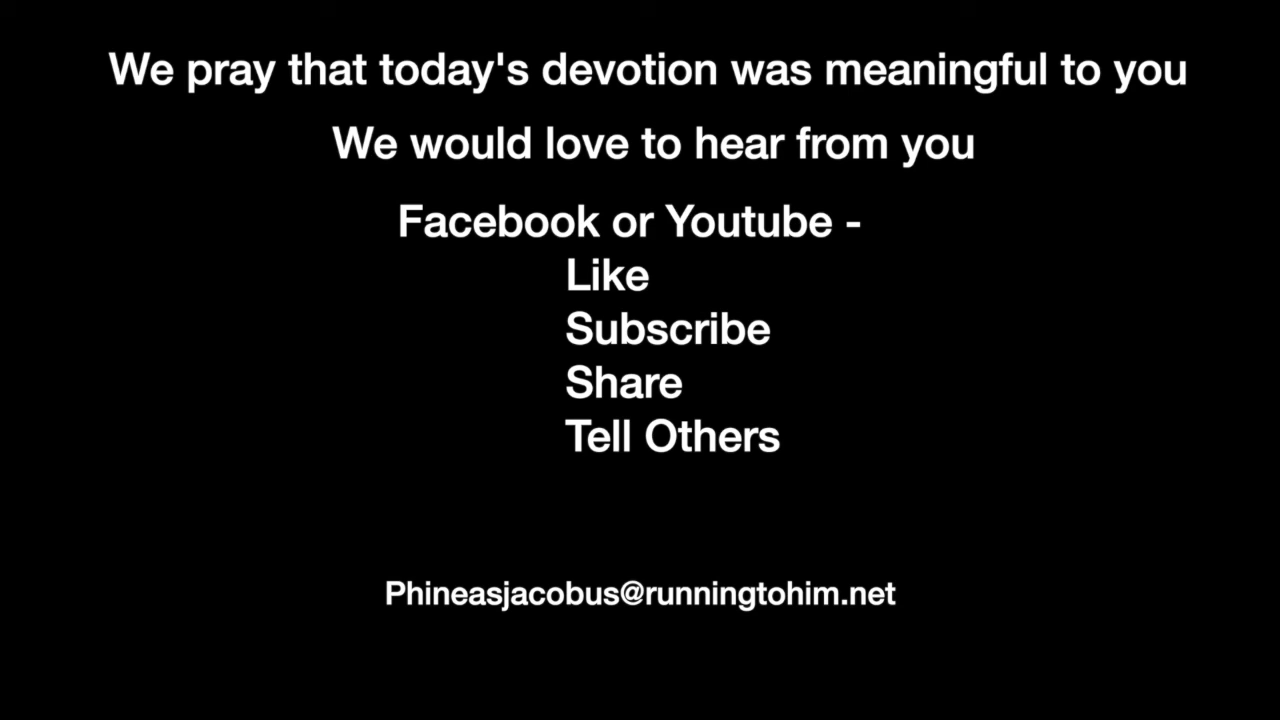 We pray that today's devotion was meaningful to you
We would love to hear from you
Facebook or Youtube -
Like
Subscribe
Share
Tell Others
Phineasjacobus@runningtohim.net